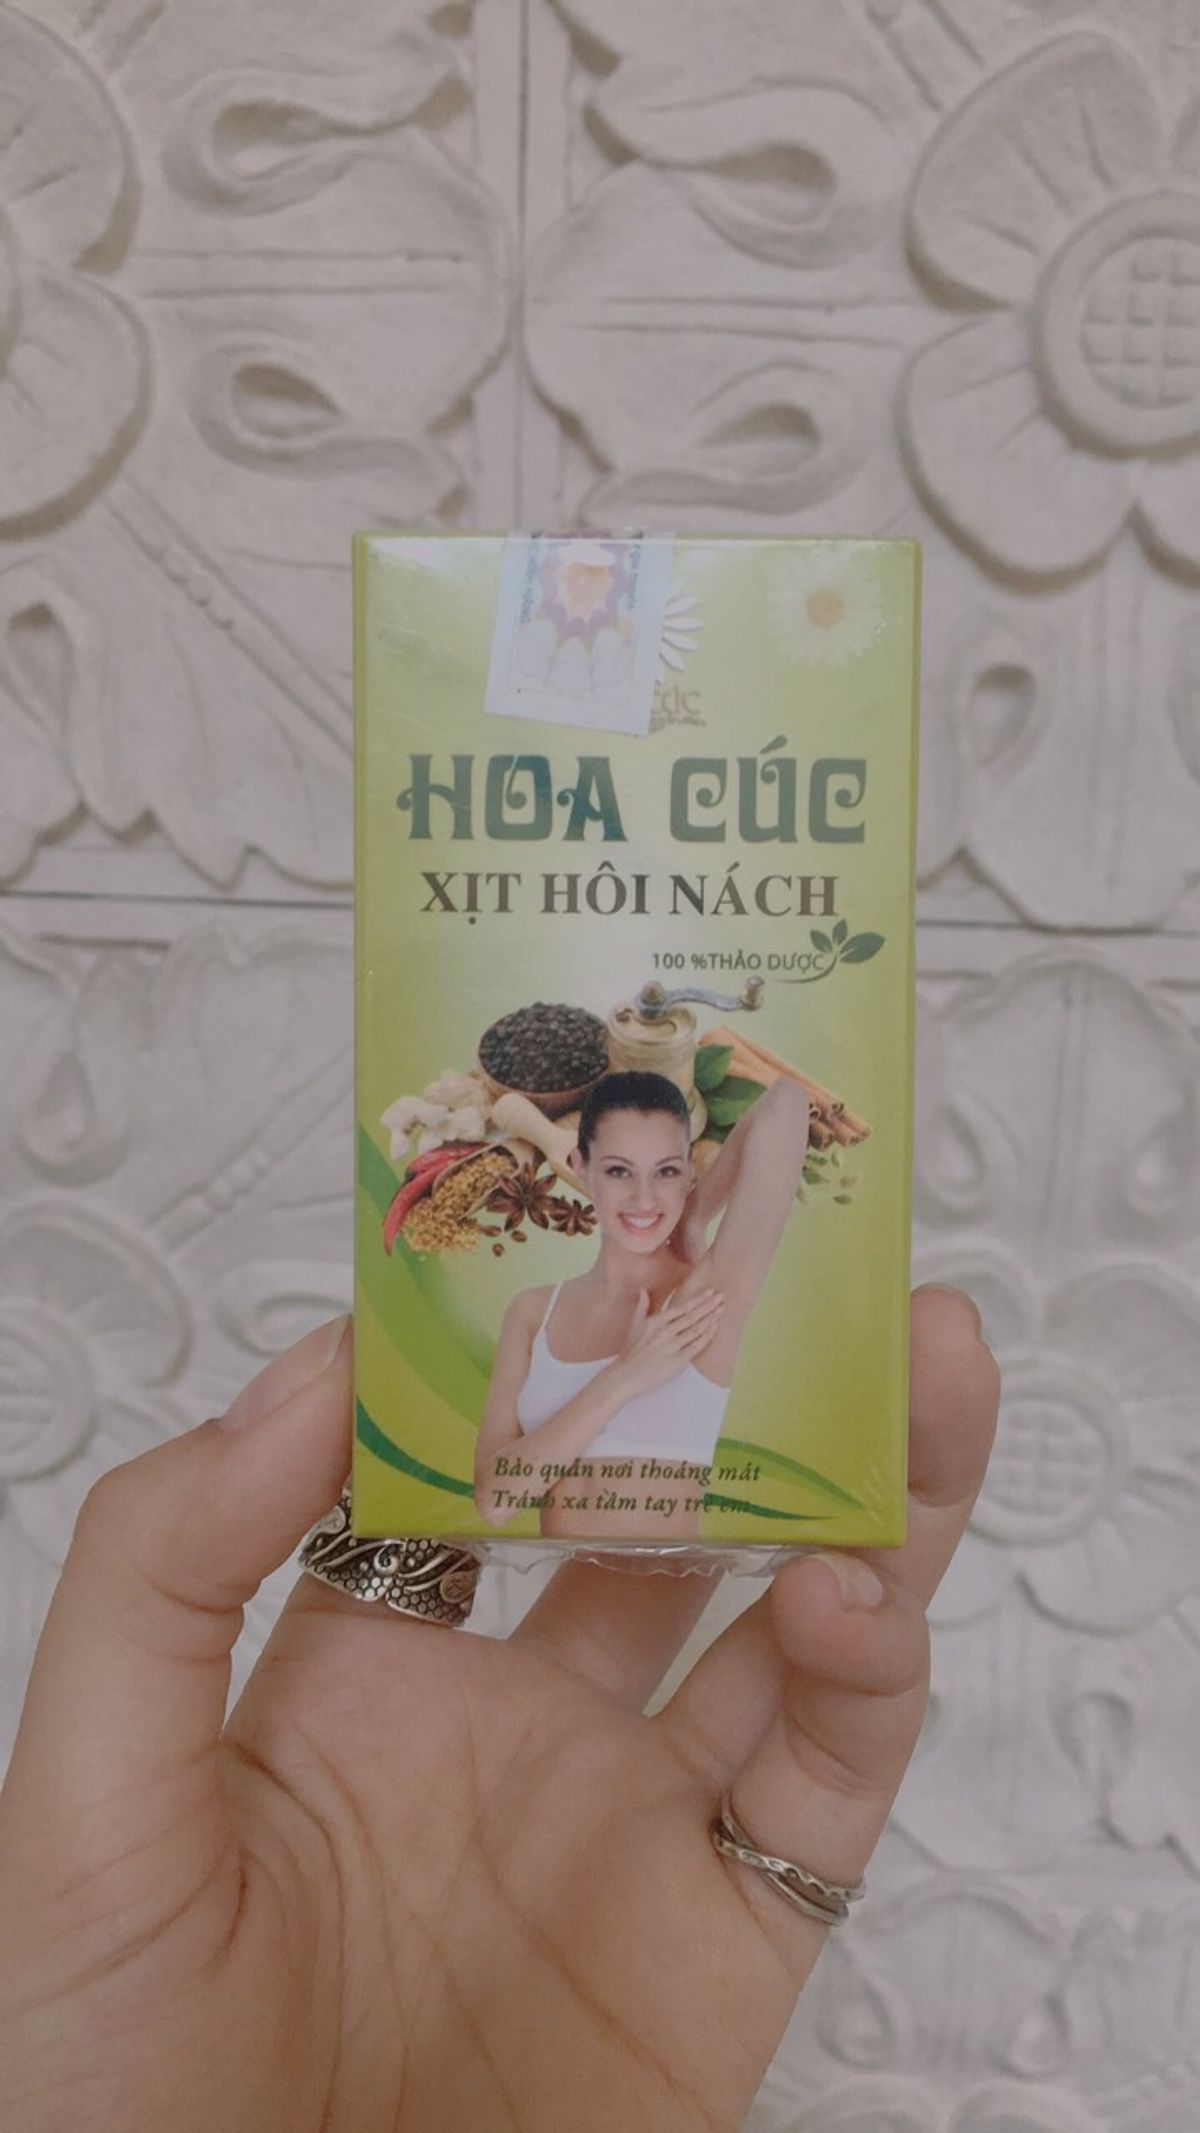 HOA CÚC
XỊT HÔI NÁCH
100 %THẢO DƯỢC
Bảo quản nơi thoáng mát
Tránh xa tầm tay trẻ em